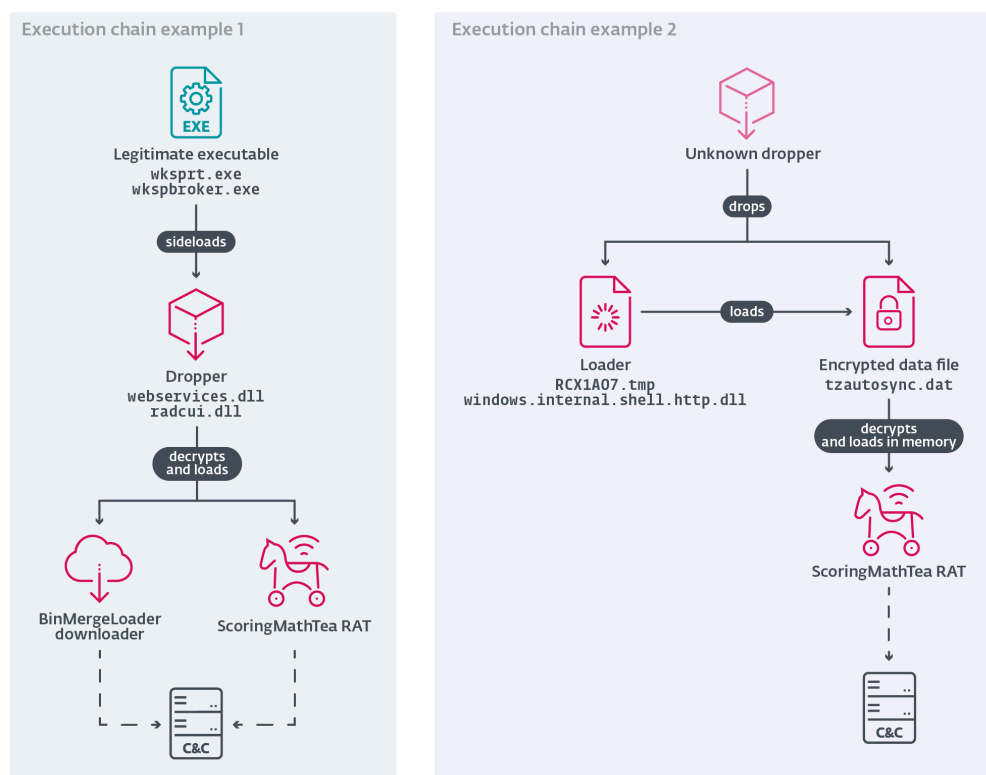 Execution chain example 1
EXE
Legitimate executable
wksprt.exe
wkspbroker.exe
sideloads
Dropper
webservices.dll
radcui.dll
decrypts
and loads
BinMergeLoader
downloader
ScoringMathTea RAT
C&C
Execution chain example 2
Unknown dropper
drops
loads
Loader
RCX1A07.tmp
windows.internal.shell.http.dll
Encrypted data file
tzautosync.dat
decrypts
and loads in memory
ScoringMathTea RAT
C&C